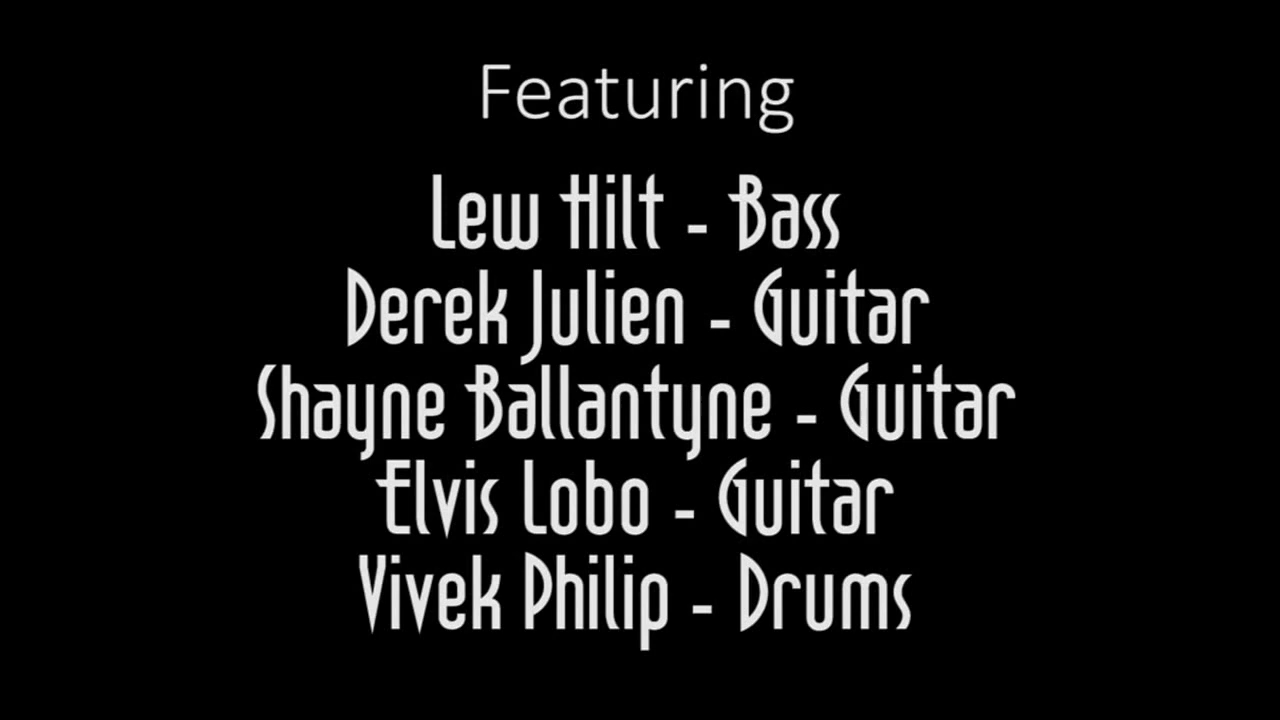 Featuring
Lew Hilt - Bass
Derek Julien - Guitar
Shayne Ballantyne - Guitar
Elvis Lobo - Guitar
Vivek Philip - Drums